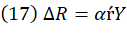 (17) ΔR = αŕY